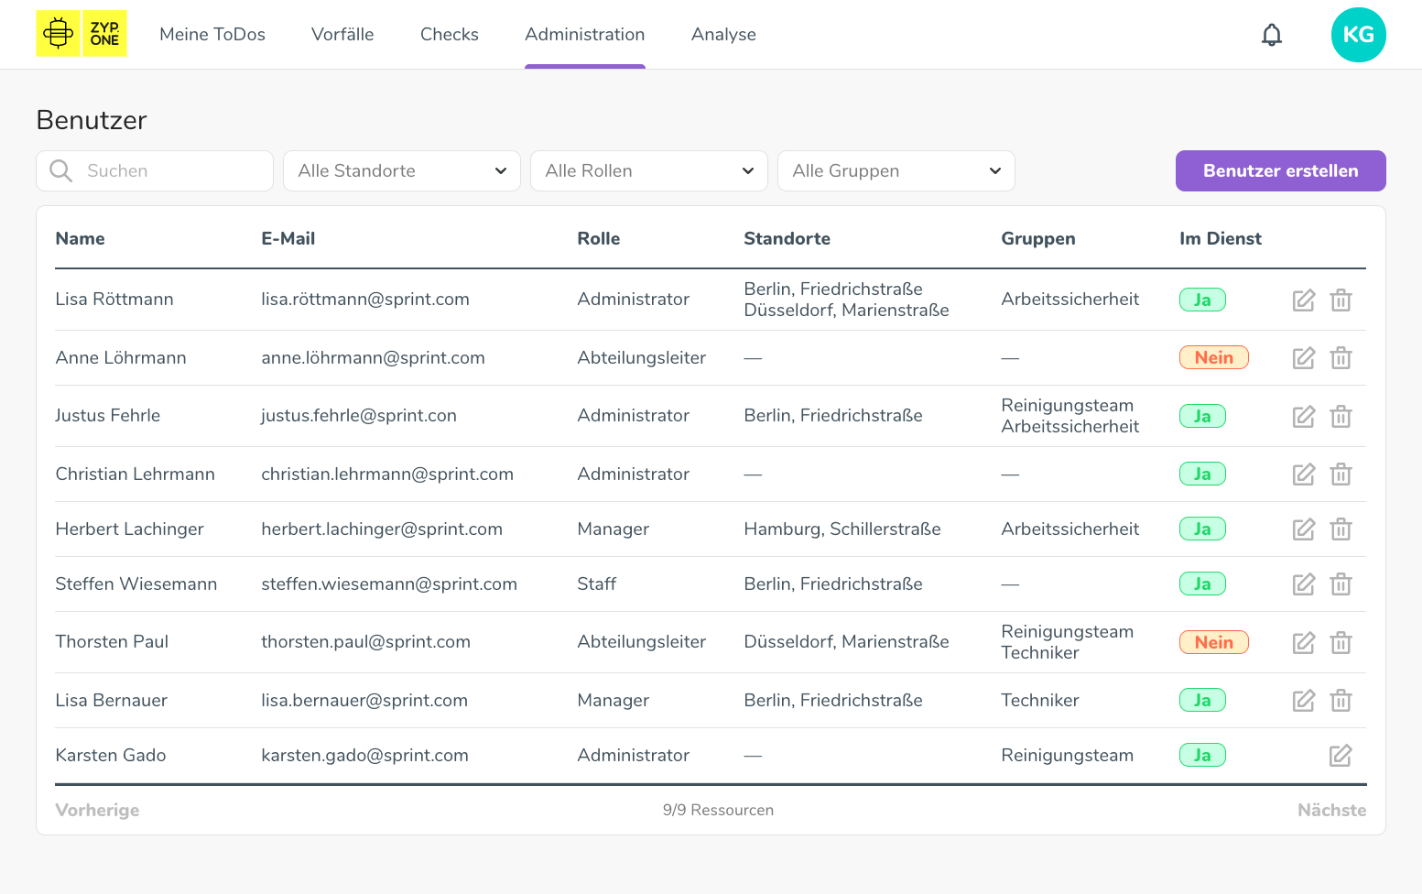 ZYP. ONE
Meine ToDos Vorfälle Checks Administration Analyse KG
Benutzer
Suchen Alle Standorte Alle Rollen Alle Gruppen Benutzer erstellen
Name E-Mail Rolle Standorte Gruppen Im Dienst
Lisa Röttmann lisa.röttmann@sprint.com Administrator Berlin, Friedrichstraße Düsseldorf, Marienstraße Arbeitssicherheit Ja
Anne Löhrmann anne.löhrmann@sprint.com Abteilungsleiter — — Nein
Justus Fehrle justus.fehrle@sprint.con Administrator Berlin, Friedrichstraße Reinigungsteam Arbeitssicherheit Ja
Christian Lehrmann christian.lehrmann@sprint.com Administrator — — Ja
Herbert Lachinger herbert.lachinger@sprint.com Manager Hamburg, Schillerstraße Arbeitssicherheit Ja
Steffen Wiesemann steffen.wiesemann@sprint.com Staff Berlin, Friedrichstraße — Ja
Thorsten Paul thorsten.paul@sprint.com Abteilungsleiter Düsseldorf, Marienstraße Reinigungsteam Techniker Nein
Lisa Bernauer lisa.bernauer@sprint.com Manager Berlin, Friedrichstraße Techniker Ja
Karsten Gado karsten.gado@sprint.com Administrator — Reinigungsteam Ja
Vorherige 9/9 Ressourcen Nächste